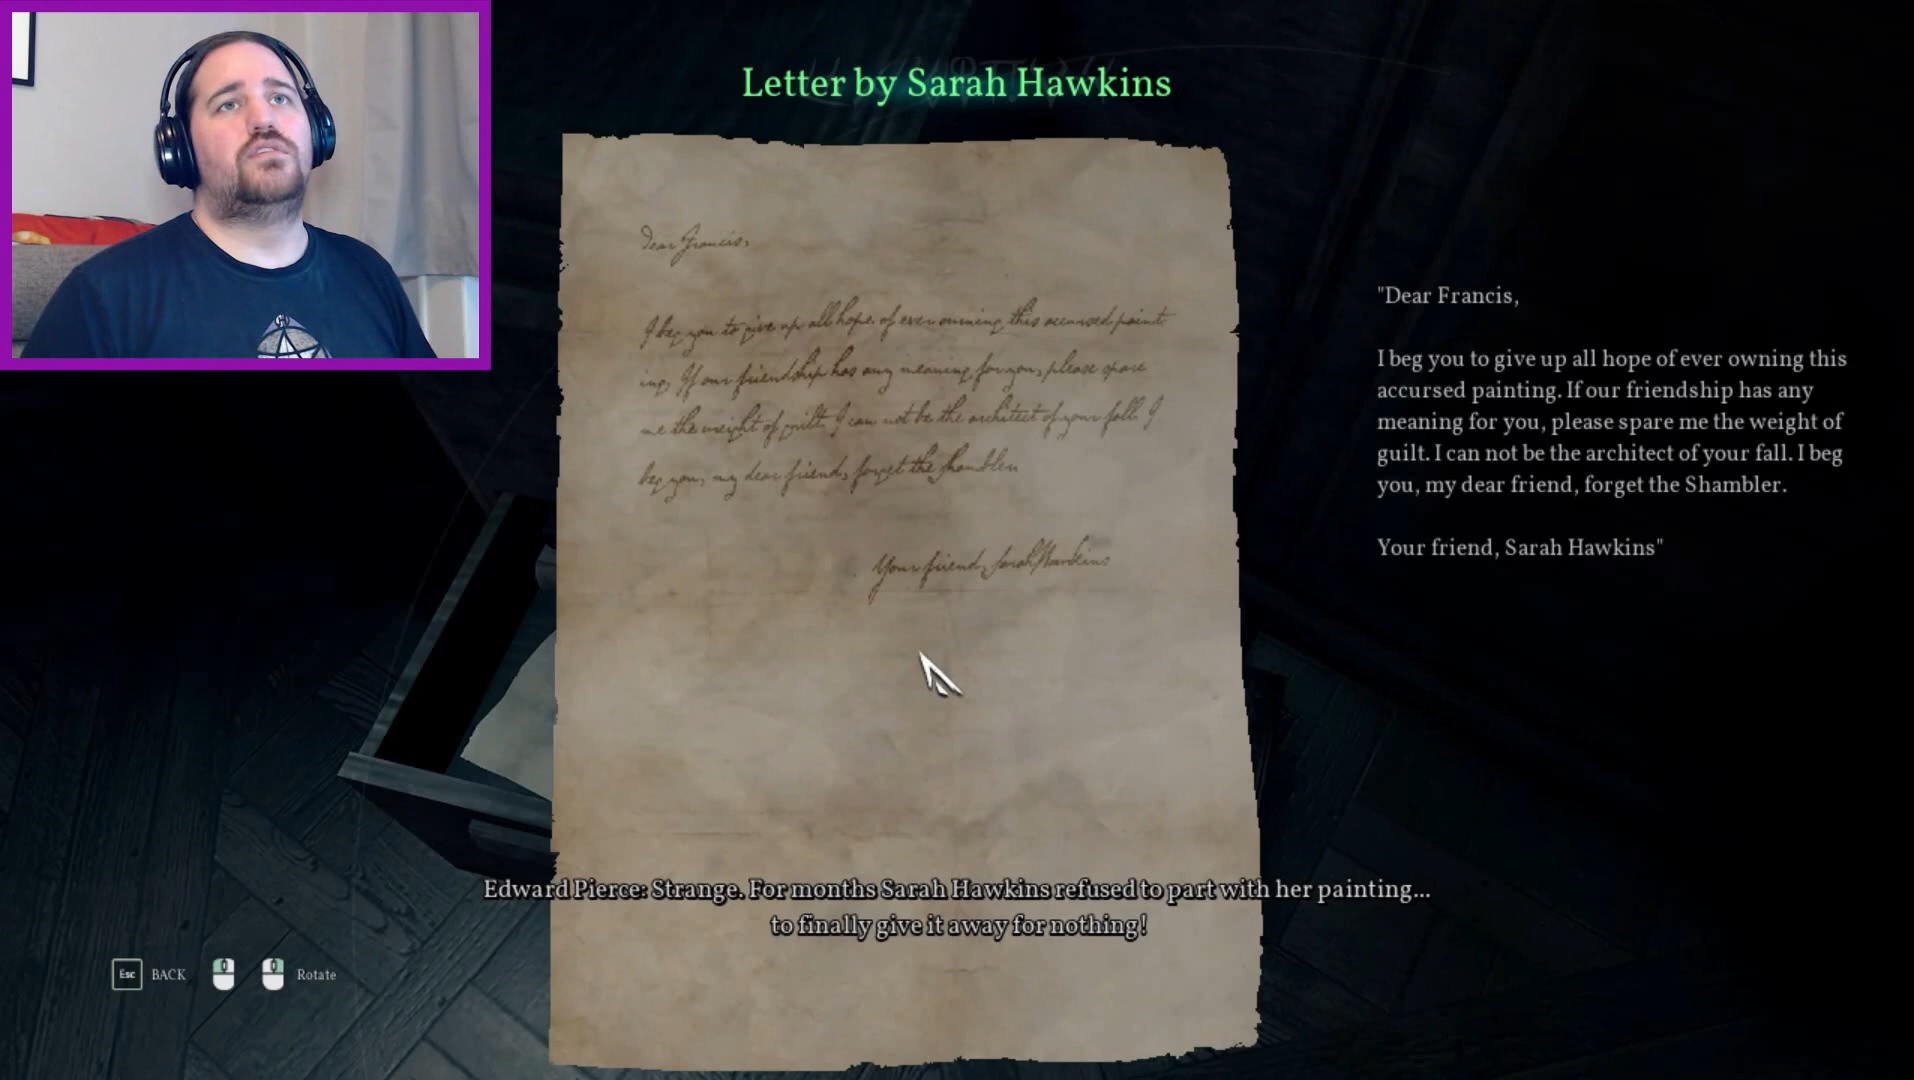 Letter by Sarah Hawkins
Dear Francis,
I beg you to give up all hope of ever owning this accursed paint
ing. If our friendship has any meaning for you, please spare
me the weight of guilt. I can not be the architect of your fall. I
beg you, my dear friend, forget the Shambler.
Your friend, Sarah Hawkins
"Dear Francis,
I beg you to give up all hope of ever owning this
accursed painting. If our friendship has any
meaning for you, please spare me the weight of
guilt. I can not be the architect of your fall. I beg
you, my dear friend, forget the Shambler.
Your friend, Sarah Hawkins"
Edward Pierce: Strange. For months Sarah Hawkins refused to part with her painting...
to finally give it away for nothing!
Esc BACK Rotate